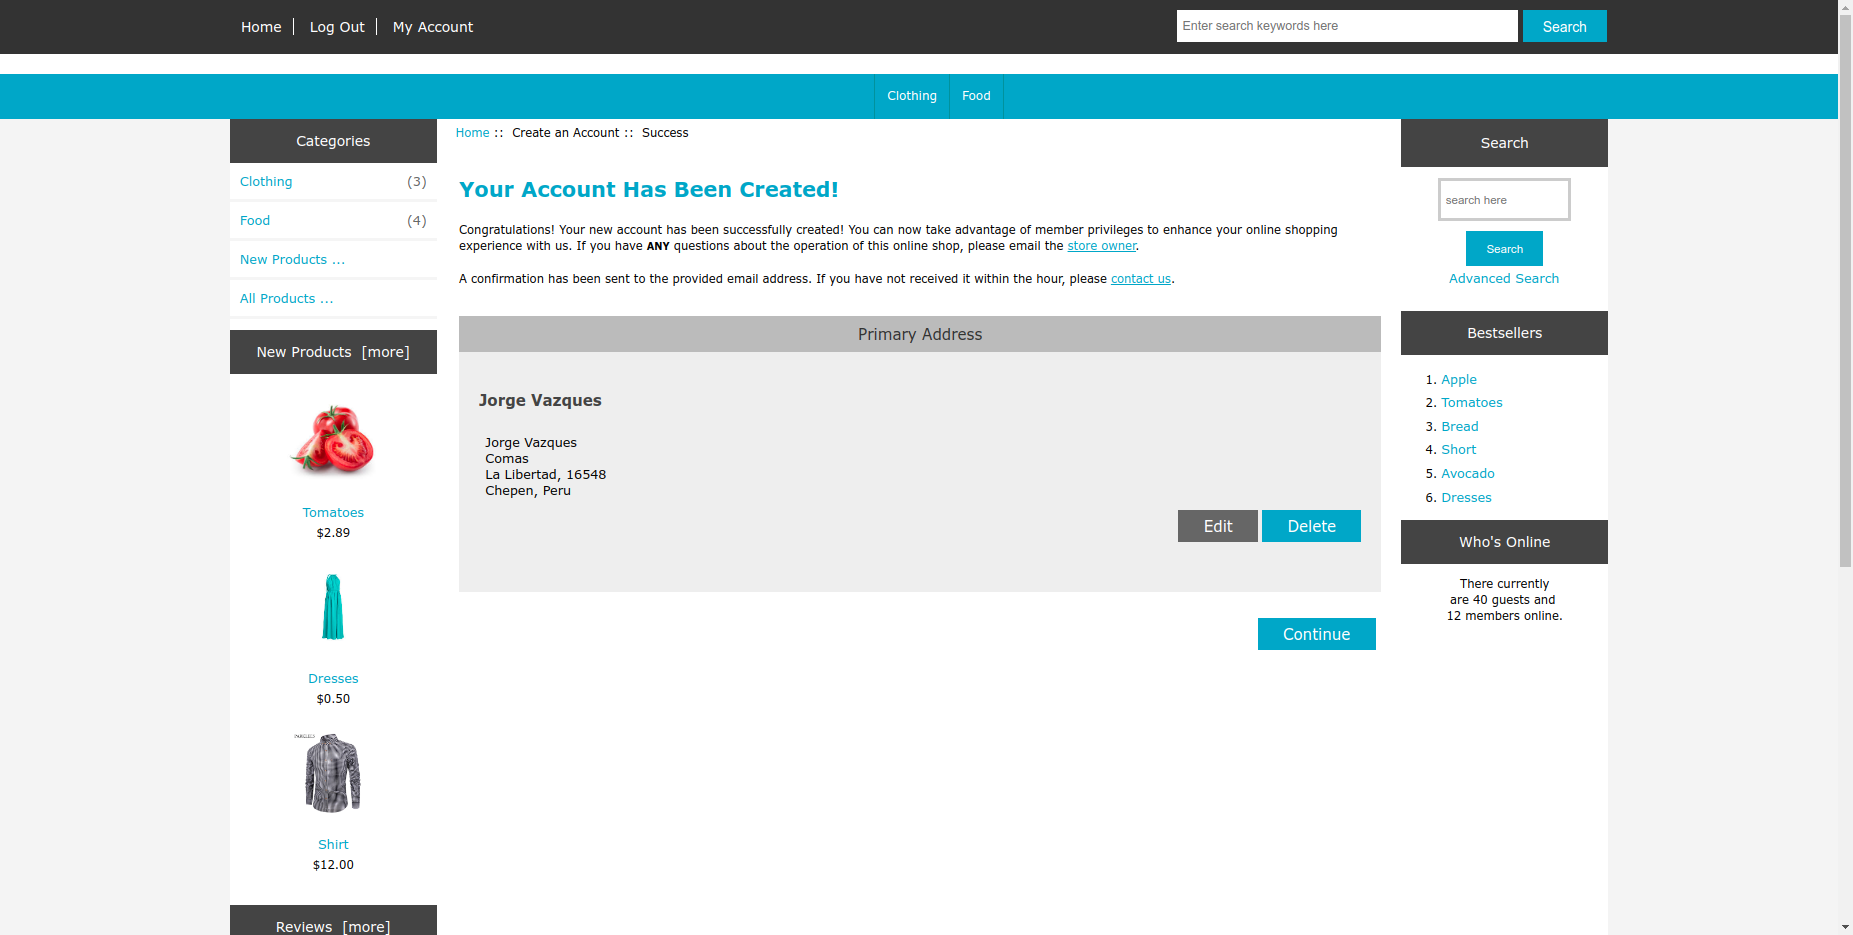 Home
Log Out
My Account
Enter search keywords here
Search
Clothing
Food
Categories
Clothing (3)
Food (4)
New Products ...
All Products ...
New Products [more]
Tomatoes
$2.89
Dresses
$0.50
Shirt
$12.00
Reviews [more]
Home :: Create an Account :: Success
Your Account Has Been Created!
Congratulations! Your new account has been successfully created! You can now take advantage of member privileges to enhance your online shopping
experience with us. If you have ANY questions about the operation of this online shop, please email the store owner.
A confirmation has been sent to the provided email address. If you have not received it within the hour, please contact us.
Primary Address
Jorge Vazques
Jorge Vazques
Comas
La Libertad, 16548
Chepen, Peru
Edit
Delete
Continue
Search
search here
Search
Advanced Search
Bestsellers
1. Apple
2. Tomatoes
3. Bread
4. Short
5. Avocado
6. Dresses
Who's Online
There currently
are 40 guests and
12 members online.